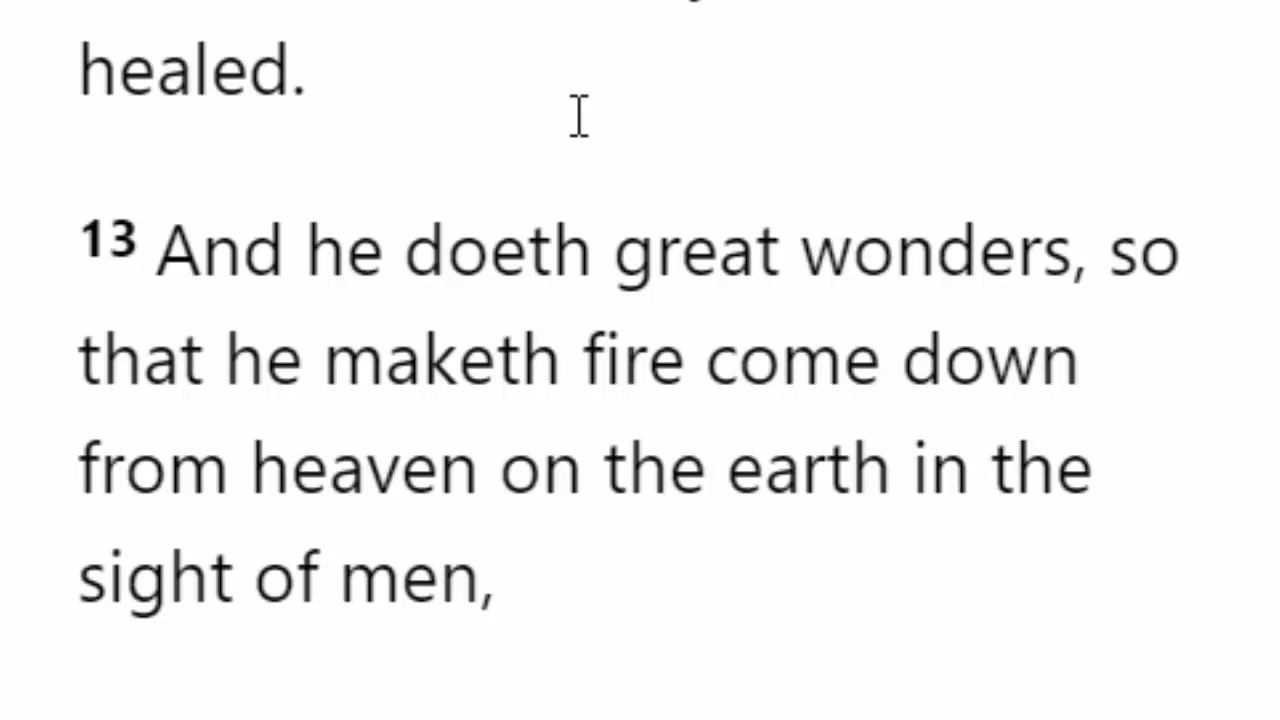 healed.
13 And he doeth great wonders, so
that he maketh fire come down
from heaven on the earth in the
sight of men,